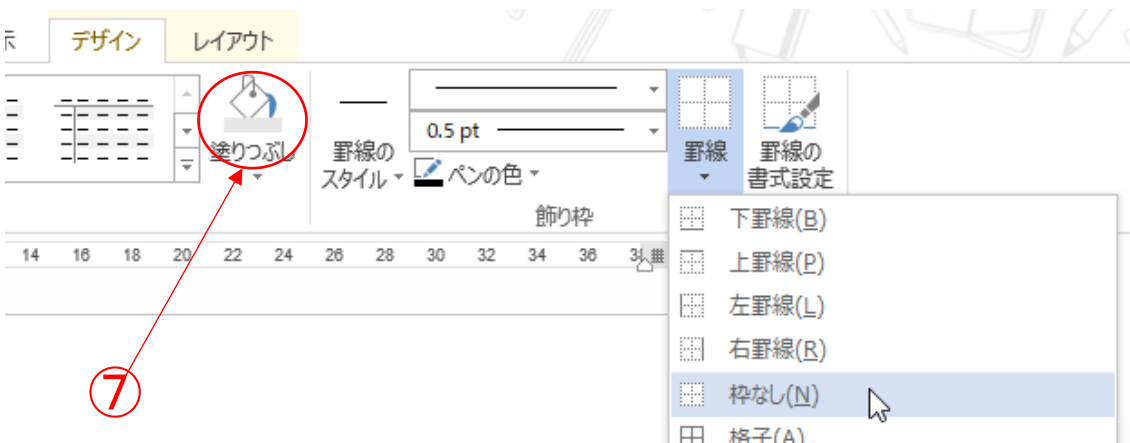 示 デザイン レイアウト
塗りつぶし
罫線の
スタイル
0.5 pt
ペンの色
罫線
罫線の
書式設定
飾り枠
14 16 18 20 22 24 26 28 30 32 34 36 38
下罫線(B)
上罫線(P)
左罫線(L)
右罫線(R)
枠なし(N)
格子(A)
⑦